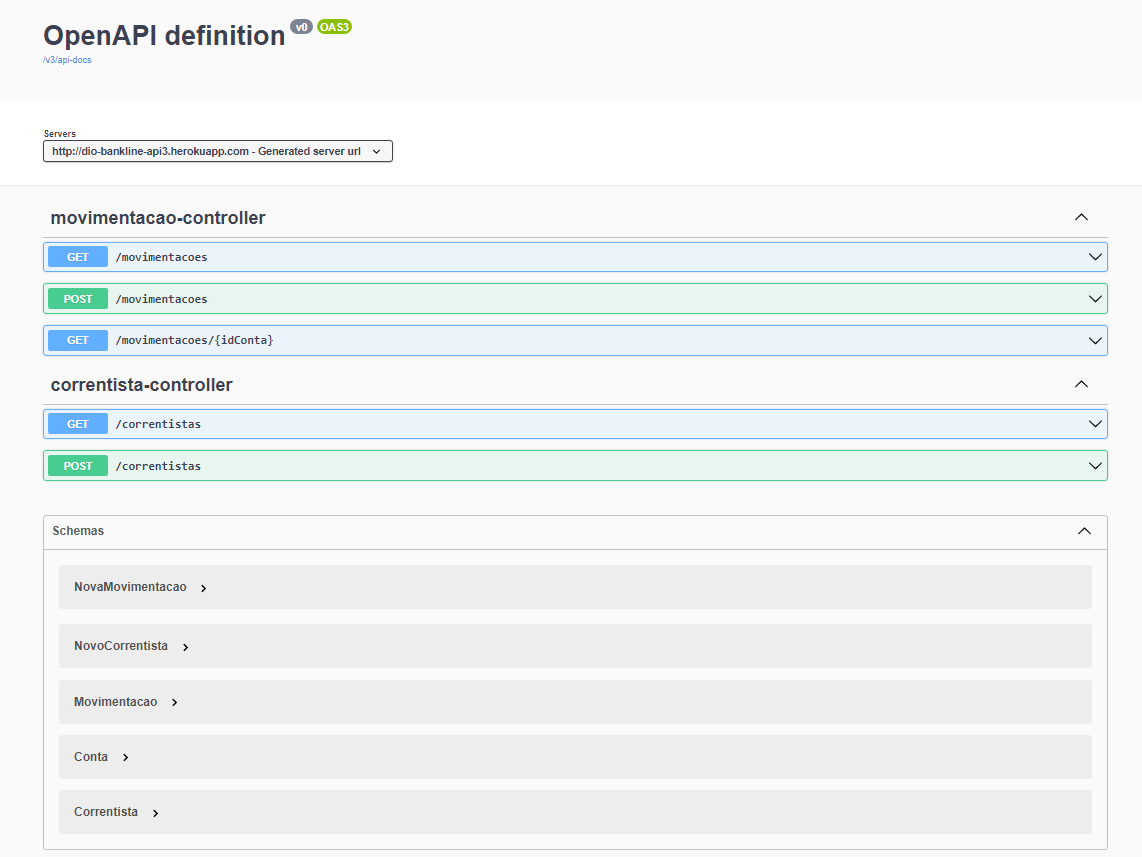 OpenAPI definition v0 OAS3
/v3/api-docs
Servers
http://dio-bankline-api3.herokuapp.com - Generated server url
movimentacao-controller
GET /movimentacoes
POST /movimentacoes
GET /movimentacoes/{idConta}
correntista-controller
GET /correntistas
POST /correntistas
Schemas
NovaMovimentacao
NovoCorrentista
Movimentacao
Conta
Correntista